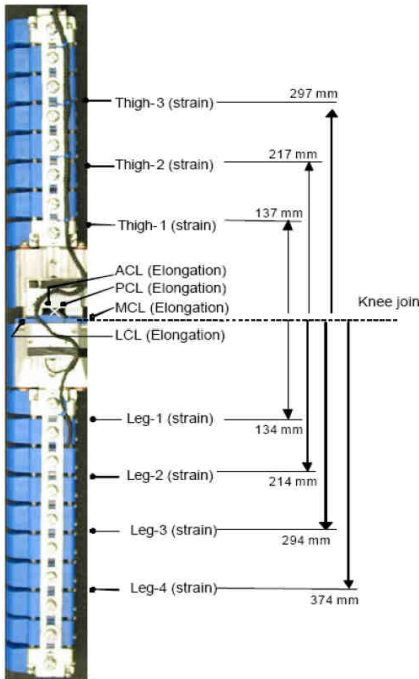 297 mm
Thigh-3 (strain)
217 mm
Thigh-2 (strain)
137 mm
Thigh-1 (strain)
ACL (Elongation)
PCL (Elongation)
MCL (Elongation)
Knee join
LCL (Elongation)
Leg-1 (strain)
134 mm
Leg-2 (strain)
214 mm
Leg-3 (strain)
294 mm
Leg-4 (strain)
374 mm